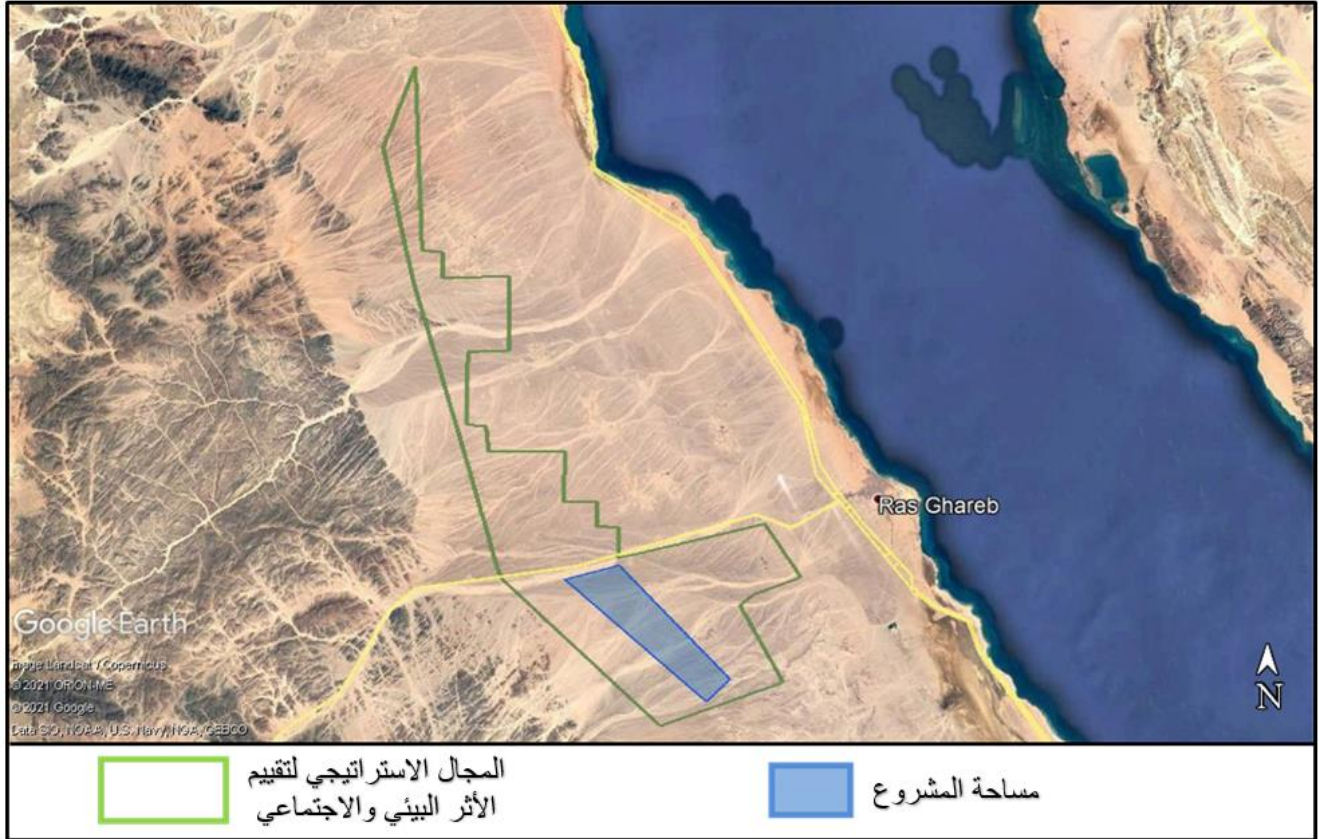 Ras Ghareb
Google Earth
Image Landsat / Copernicus
© 2021 ORION-ME
© 2021 Google
Data SIO, NOAA, U.S. Navy, NGA, GEBCO
N
مساحة المشروع
المجال الاستراتيجي لتقييم
الأثر البيئي والاجتماعي